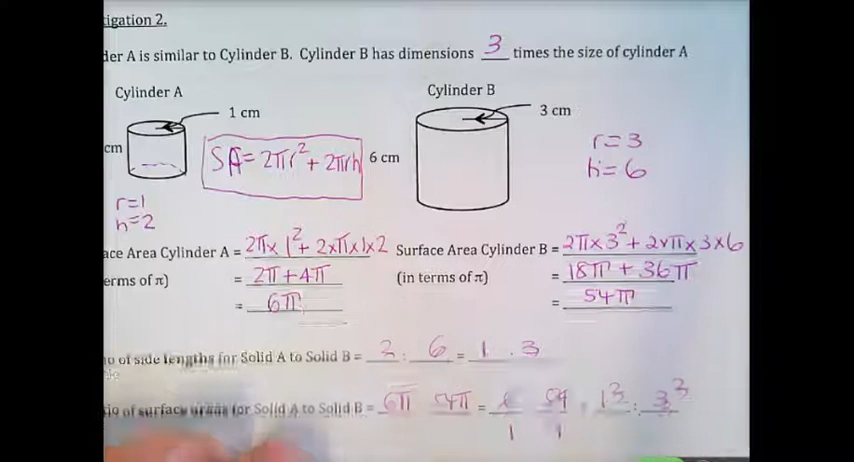 igation 2.
der A is similar to Cylinder B. Cylinder B has dimensions 3 times the size of cylinder A
Cylinder A
Cylinder B
1 cm
3 cm
cm
SA = 2πr² + 2πrh
6 cm
r = 3
h = 6
r=1
h=2
ace Area Cylinder A = 2π× 1² + 2×π×1×2
erms of π) = 2π + 4π
= 6π
Surface Area Cylinder B = 2π×3² + 2×π×3×6
(in terms of π) = 18π + 36π
= 54π
io of side lengths for Solid A to Solid B = 2 : 6 = 1 . 3
io of surface areas for Solid A to Solid B = 6π 54π = 54 1³ : 3³
1 1